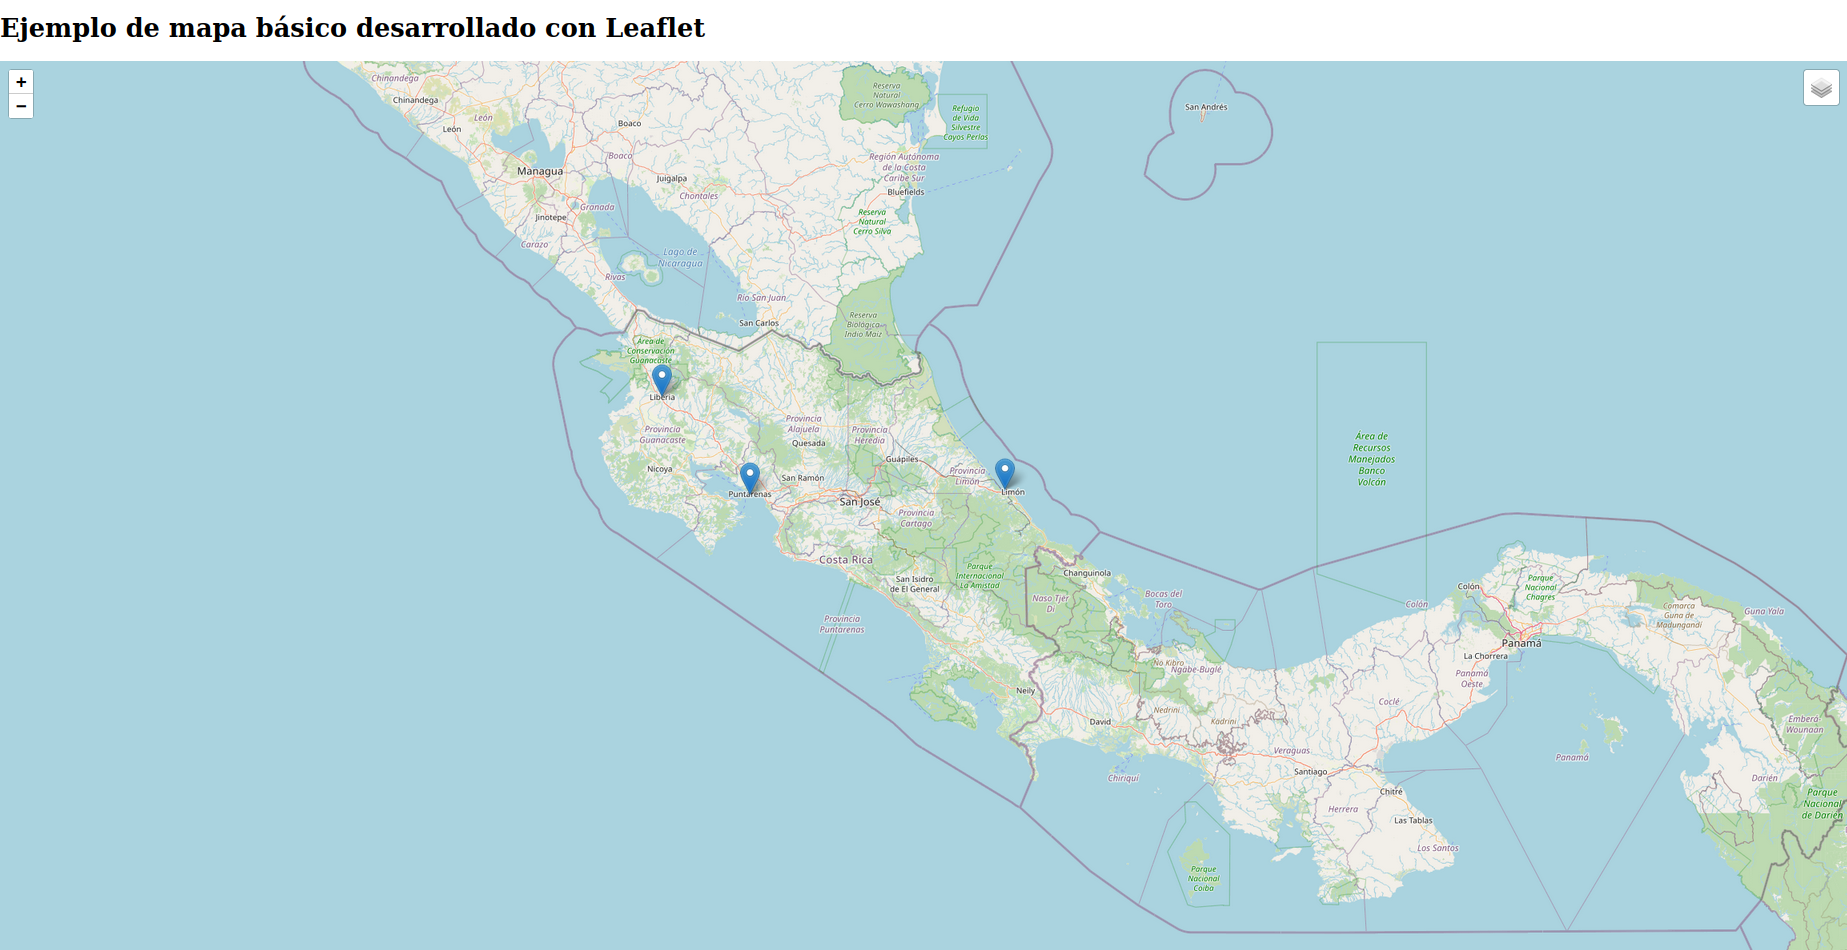 Ejemplo de mapa básico desarrollado con Leaflet
+
−
Chinandega
Chinandega
León
León
Boaco
Boaco
Managua
Juigalpa
Chontales
Granada
Jinotepe
Carazo
Rivas
Lago de
Nicaragua
Río San Juan
San Carlos
Reserva
Natural
Cerro Wawashang
Refugio
de Vida
Silvestre
Cayos Perlas
Región Autónoma
de la Costa
Caribe Sur
Bluefields
Reserva
Natural
Cerro Silva
Reserva
Biológica
Indio Maíz
San Andrés
Área de
Conservación
Guanacaste
Liberia
Provincia
Guanacaste
Nicoya
Puntarenas
Provincia
Alajuela
Quesada
San Ramón
Provincia
Heredia
Guápiles
San José
Provincia
Limón
Limón
Provincia
Cartago
Costa Rica
San Isidro
de El General
Parque
Internacional
La Amistad
Provincia
Puntarenas
Neily
Changuinola
Naso Tjër
Di
Bocas del
Toro
No Kribo
Ngäbe-Buglé
David
Nedrini
Kädrini
Chiriquí
Veraguas
Santiago
Coclé
Herrera
Chitré
Las Tablas
Los Santos
Parque
Nacional
Coiba
Área de
Recursos
Manejados
Banco
Volcán
Colón
Colón
Parque
Nacional
Chagres
Panamá
La Chorrera
Panamá
Oeste
Comarca
Guna de
Madungandí
Guna Yala
Panamá
Emberá-
Wounaan
Darién
Parque
Nacional
de Darién